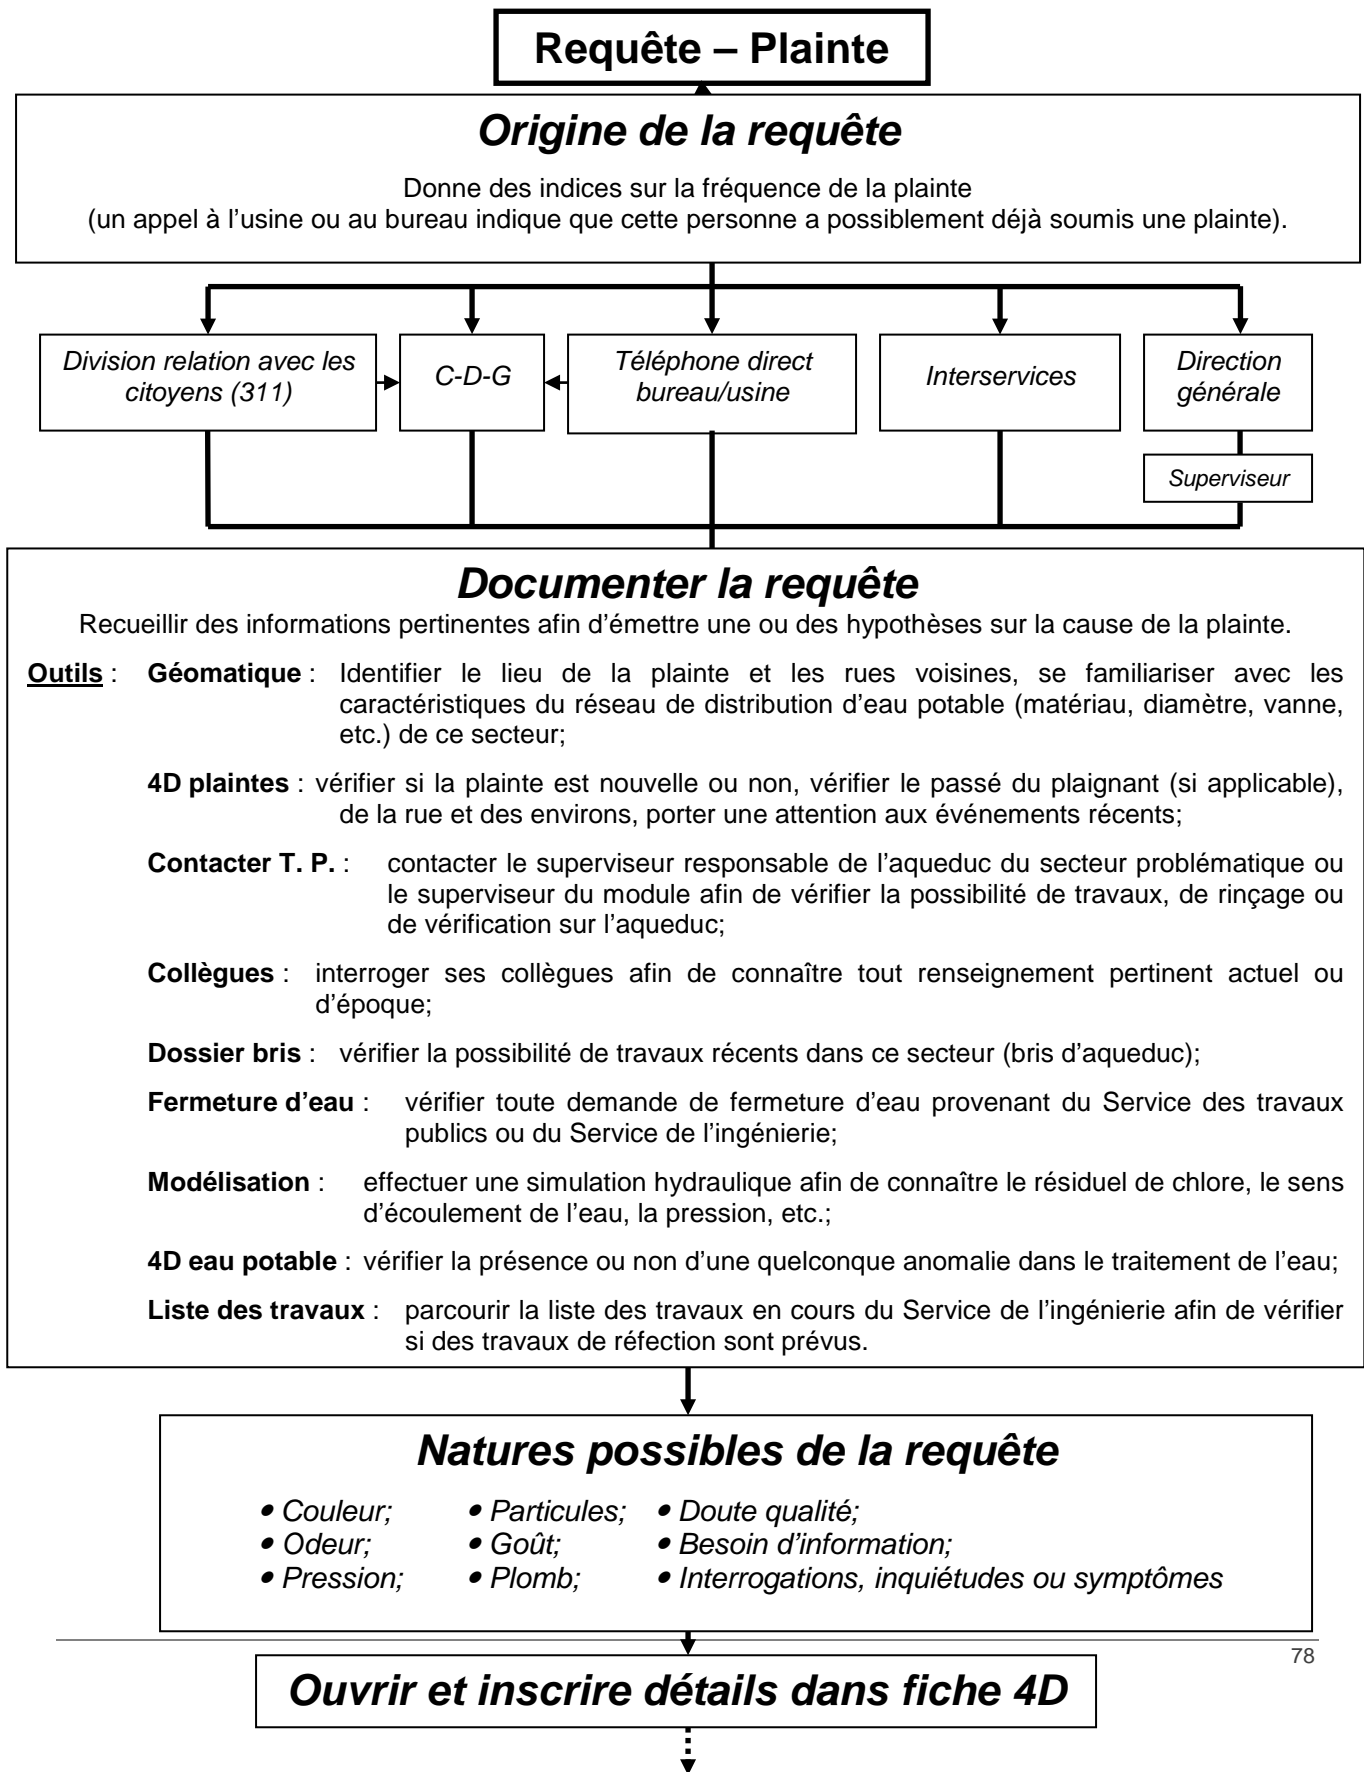 Requête – Plainte
Origine de la requête
Donne des indices sur la fréquence de la plainte
(un appel à l’usine ou au bureau indique que cette personne a possiblement déjà soumis une plainte).
Division relation avec les
citoyens (311)
C-D-G
Téléphone direct
bureau/usine
Interservices
Direction
générale
Superviseur
Documenter la requête
Recueillir des informations pertinentes afin d’émettre une ou des hypothèses sur la cause de la plainte.
Outils : Géomatique : Identifier le lieu de la plainte et les rues voisines, se familiariser avec les
caractéristiques du réseau de distribution d’eau potable (matériau, diamètre, vanne,
etc.) de ce secteur;
4D plaintes : vérifier si la plainte est nouvelle ou non, vérifier le passé du plaignant (si applicable),
de la rue et des environs, porter une attention aux événements récents;
Contacter T. P. : contacter le superviseur responsable de l’aqueduc du secteur problématique ou
le superviseur du module afin de vérifier la possibilité de travaux, de rinçage ou
de vérification sur l’aqueduc;
Collègues : interroger ses collègues afin de connaître tout renseignement pertinent actuel ou
d’époque;
Dossier bris : vérifier la possibilité de travaux récents dans ce secteur (bris d’aqueduc);
Fermeture d’eau : vérifier toute demande de fermeture d’eau provenant du Service des travaux
publics ou du Service de l’ingénierie;
Modélisation : effectuer une simulation hydraulique afin de connaître le résiduel de chlore, le sens
d’écoulement de l’eau, la pression, etc.;
4D eau potable : vérifier la présence ou non d’une quelconque anomalie dans le traitement de l’eau;
Liste des travaux : parcourir la liste des travaux en cours du Service de l’ingénierie afin de vérifier
si des travaux de réfection sont prévus.
Natures possibles de la requête
• Couleur; • Particules; • Doute qualité;
• Odeur; • Goût; • Besoin d’information;
• Pression; • Plomb; • Interrogations, inquiétudes ou symptômes
78
Ouvrir et inscrire détails dans fiche 4D